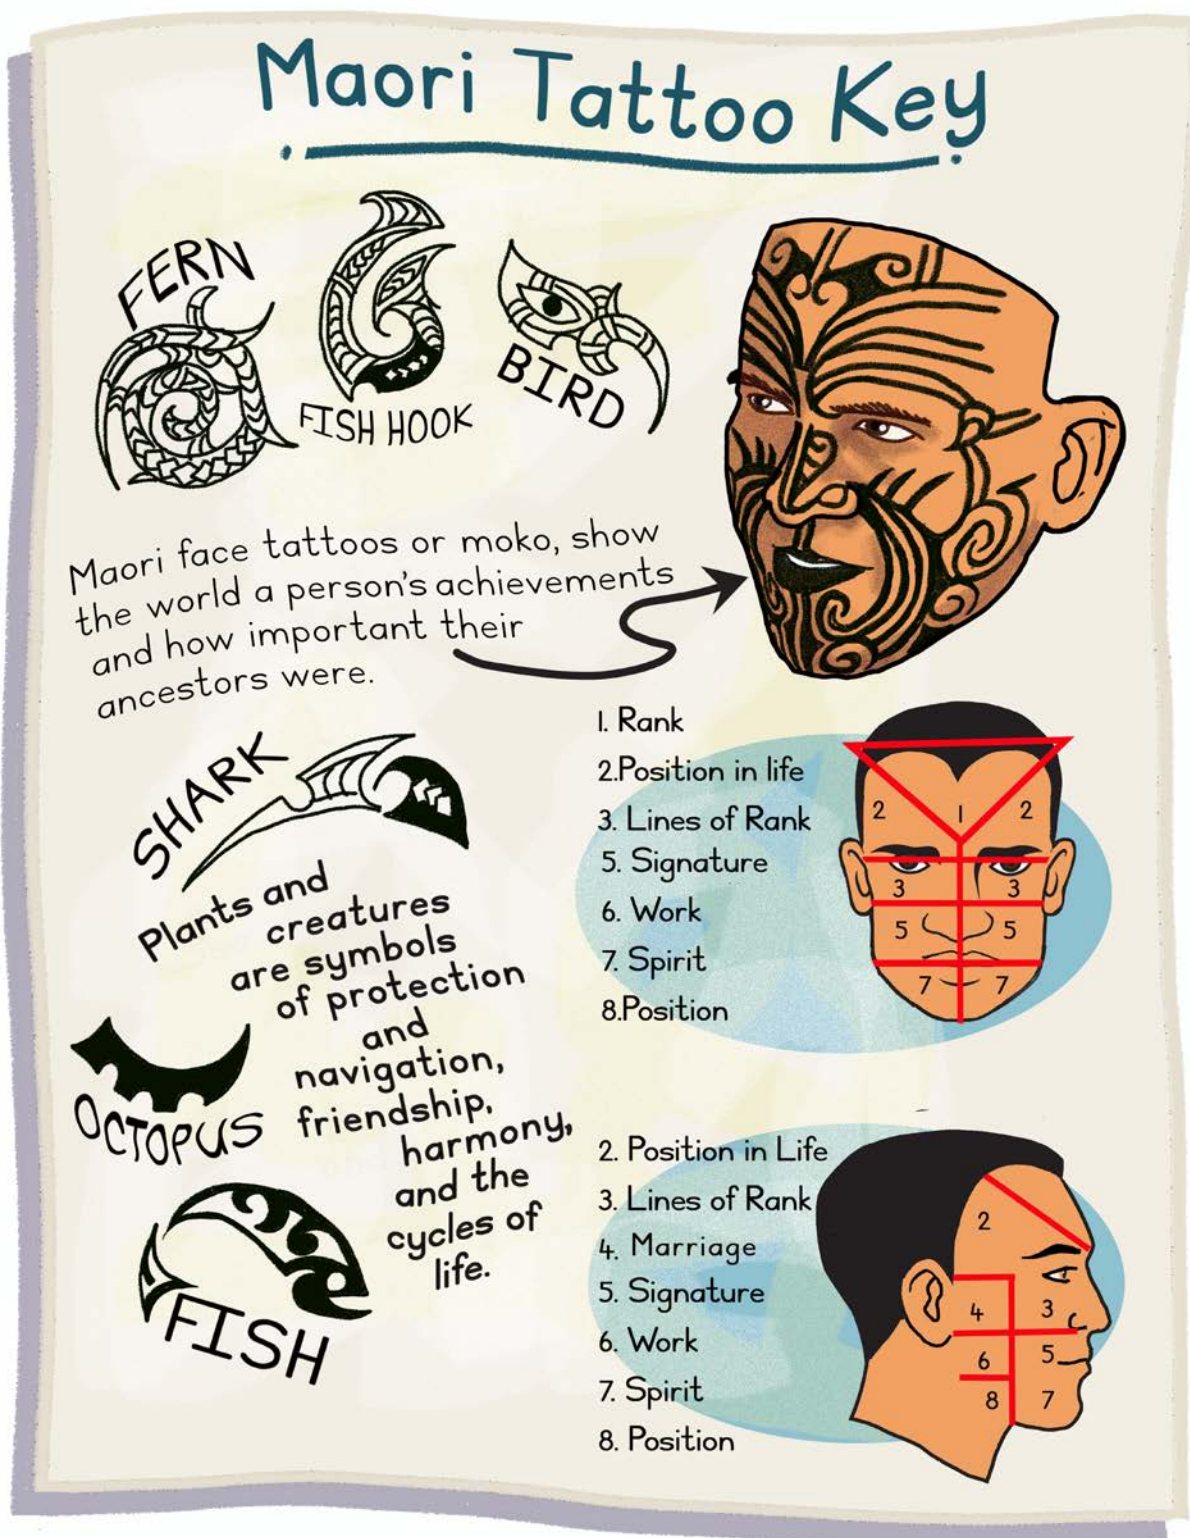 Maori Tattoo Key
FERN
FISH HOOK
BIRD
Maori face tattoos or moko, show
the world a person's achievements
and how important their
ancestors were.
SHARK
Plants and
creatures
are symbols
of protection
and
navigation,
friendship,
harmony,
and the
cycles of
life.
OCTOPUS
FISH
1. Rank
2.Position in life
3. Lines of Rank
5. Signature
6. Work
7. Spirit
8.Position
2 1 2
3 3
5 5
7 7
2. Position in Life
3. Lines of Rank
4. Marriage
5. Signature
6. Work
7. Spirit
8. Position
2
4 3
6 5
8 7